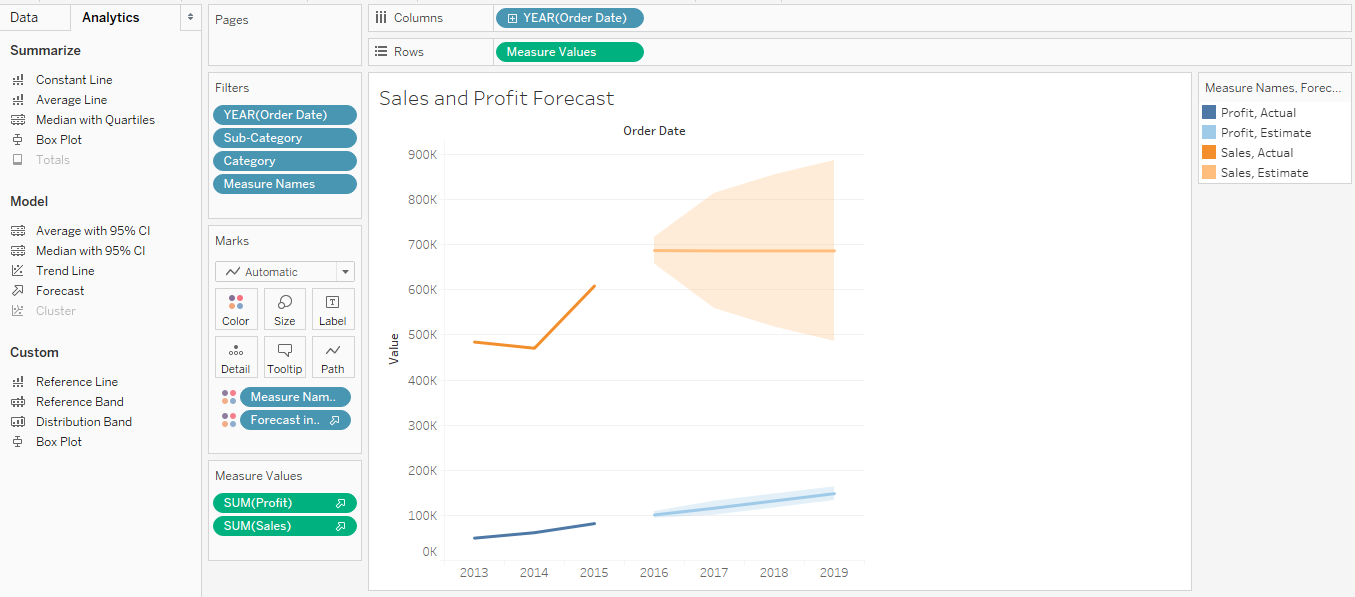 Data
Analytics
Summarize
Constant Line
Average Line
Median with Quartiles
Box Plot
Totals
Model
Average with 95% CI
Median with 95% CI
Trend Line
Forecast
Cluster
Custom
Reference Line
Reference Band
Distribution Band
Box Plot
Pages
Filters
YEAR(Order Date)
Sub-Category
Category
Measure Names
Marks
Automatic
Color Size Label
Detail Tooltip Path
Measure Nam..
Forecast in..
Measure Values
SUM(Profit)
SUM(Sales)
Columns
YEAR(Order Date)
Rows
Measure Values
Sales and Profit Forecast
Order Date
900K
800K
700K
600K
500K
400K
300K
200K
100K
0K
Value
2013 2014 2015 2016 2017 2018 2019
Measure Names, Forec...
Profit, Actual
Profit, Estimate
Sales, Actual
Sales, Estimate